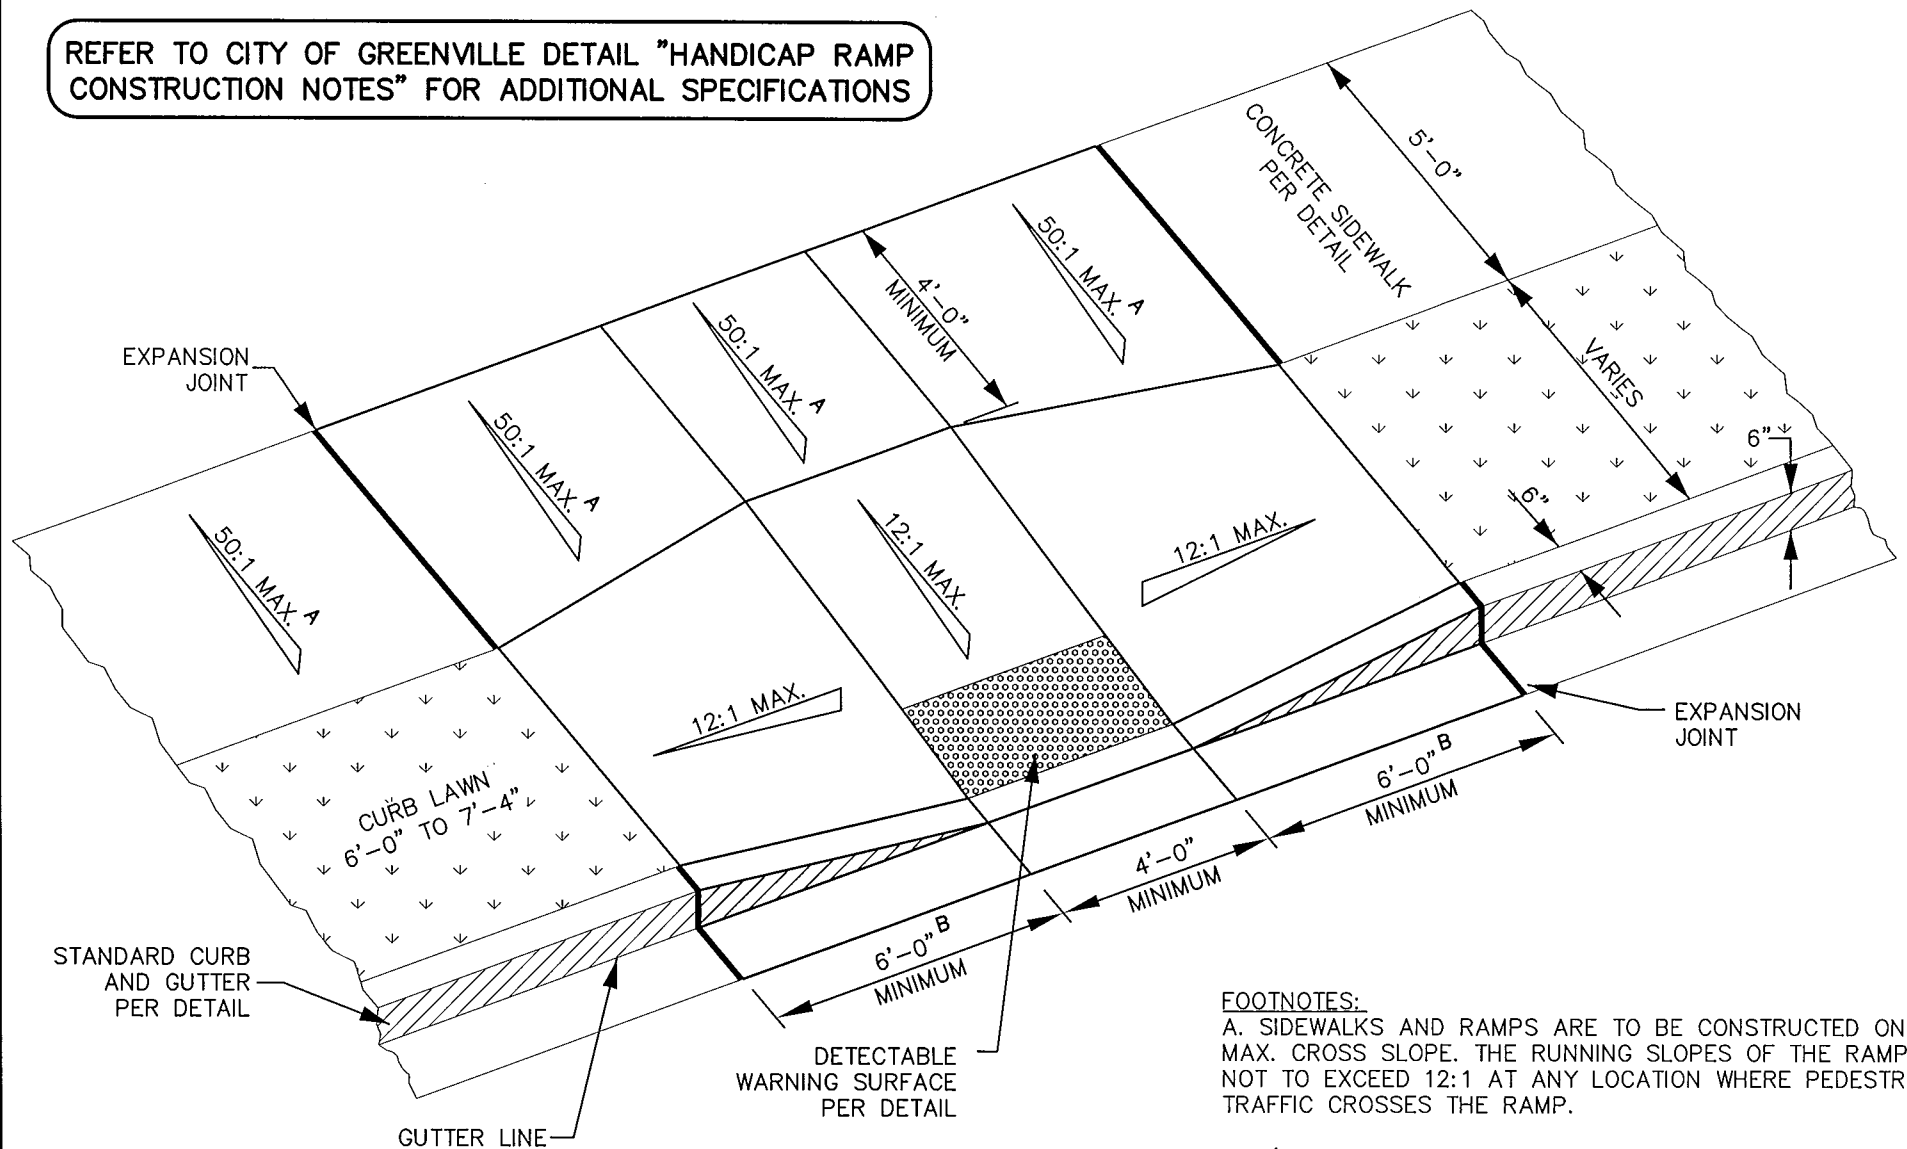 REFER TO CITY OF GREENVILLE DETAIL "HANDICAP RAMP
CONSTRUCTION NOTES" FOR ADDITIONAL SPECIFICATIONS
CONCRETE SIDEWALK
PER DETAIL
5'-0"
50:1 MAX. A
4'-0"
MINIMUM
50:1 MAX. A
EXPANSION
JOINT
50:1 MAX. A
50:1 MAX. A
VARIES
6"
6"
12:1 MAX.
12:1 MAX.
12:1 MAX.
CURB LAWN
6'-0" TO 7'-4"
EXPANSION
JOINT
6'-0" B
MINIMUM
4'-0"
MINIMUM
6'-0" B
MINIMUM
STANDARD CURB
AND GUTTER
PER DETAIL
DETECTABLE
WARNING SURFACE
PER DETAIL
GUTTER LINE
FOOTNOTES:
A. SIDEWALKS AND RAMPS ARE TO BE CONSTRUCTED ON
MAX. CROSS SLOPE. THE RUNNING SLOPES OF THE RAMP
NOT TO EXCEED 12:1 AT ANY LOCATION WHERE PEDESTR
TRAFFIC CROSSES THE RAMP.